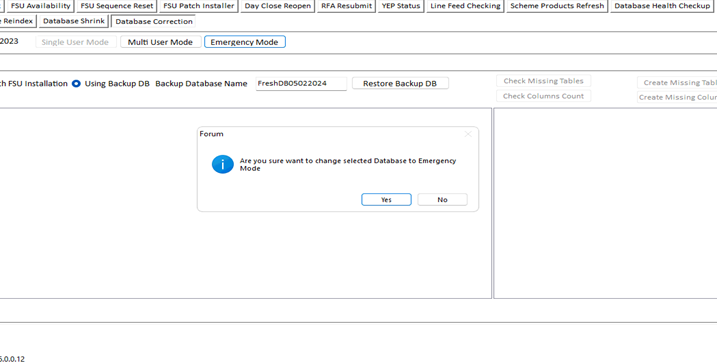 FSU Availability FSU Sequence Reset FSU Patch Installer Day Close Reopen RFA Resubmit YEP Status Line Feed Checking Scheme Products Refresh Database Health Checkup
e Reindex Database Shrink Database Correction
2023 Single User Mode Multi User Mode Emergency Mode
th FSU Installation Using Backup DB Backup Database Name FreshDB05022024 Restore Backup DB Check Missing Tables Create Missing Tabl
Check Columns Count Create Missing Colur
Forum
Are you sure want to change selected Database to Emergency
Mode
Yes No
5.0.0.12